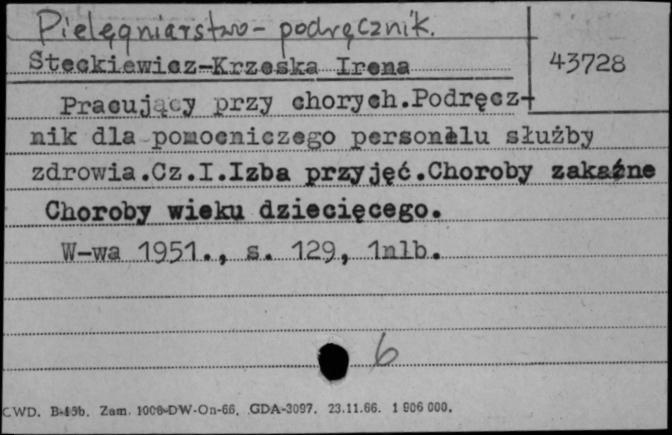 Pielęgniarstwo - podręcznik.
Steckiewicz-Krzeska Irena
43728
Pracujący przy chorych.Podręcz-
nik dla pomocniczego personelu służby
zdrowia.Cz.I.Izba przyjęć.Choroby zakaźne
Choroby wieku dziecięcego.
W-wa 1951., s. 129, 1nlb.
6
CWD. B-45b. Zam. 1006-DW-On-66. GDA-3097. 23.11.66. 1 906 000.